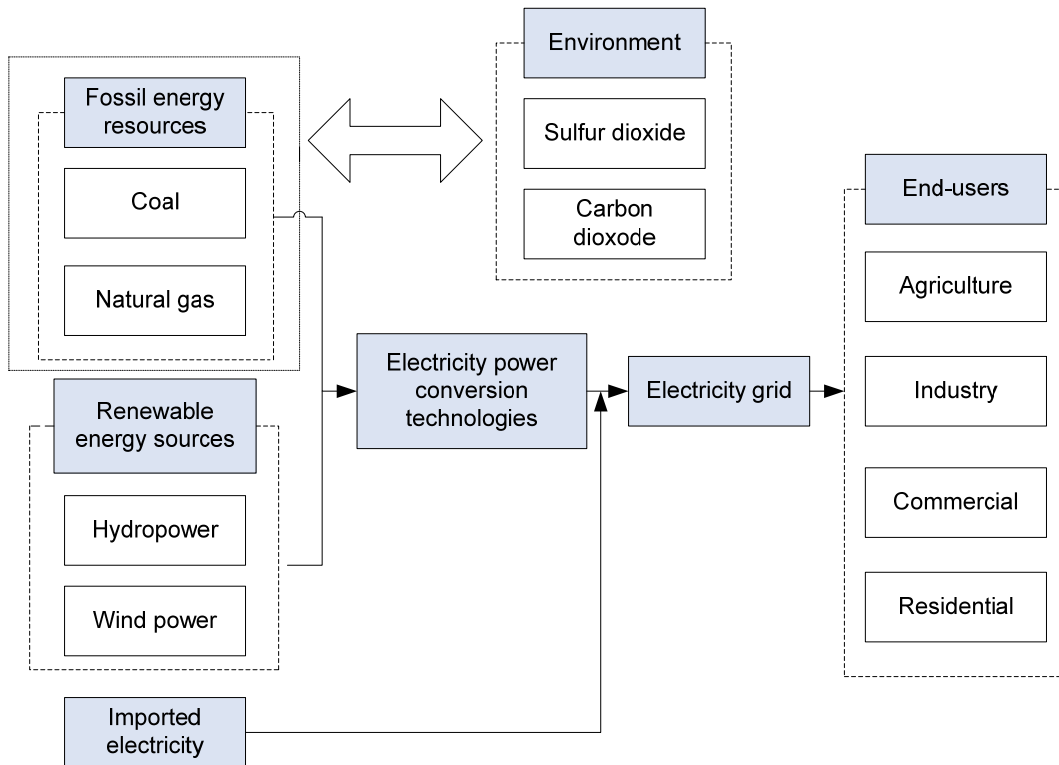 Fossil energy
resources
Coal
Natural gas
Renewable
energy sources
Hydropower
Wind power
Imported
electricity
Environment
Sulfur dioxide
Carbon
dioxode
Electricity power
conversion
technologies
Electricity grid
End-users
Agriculture
Industry
Commercial
Residential